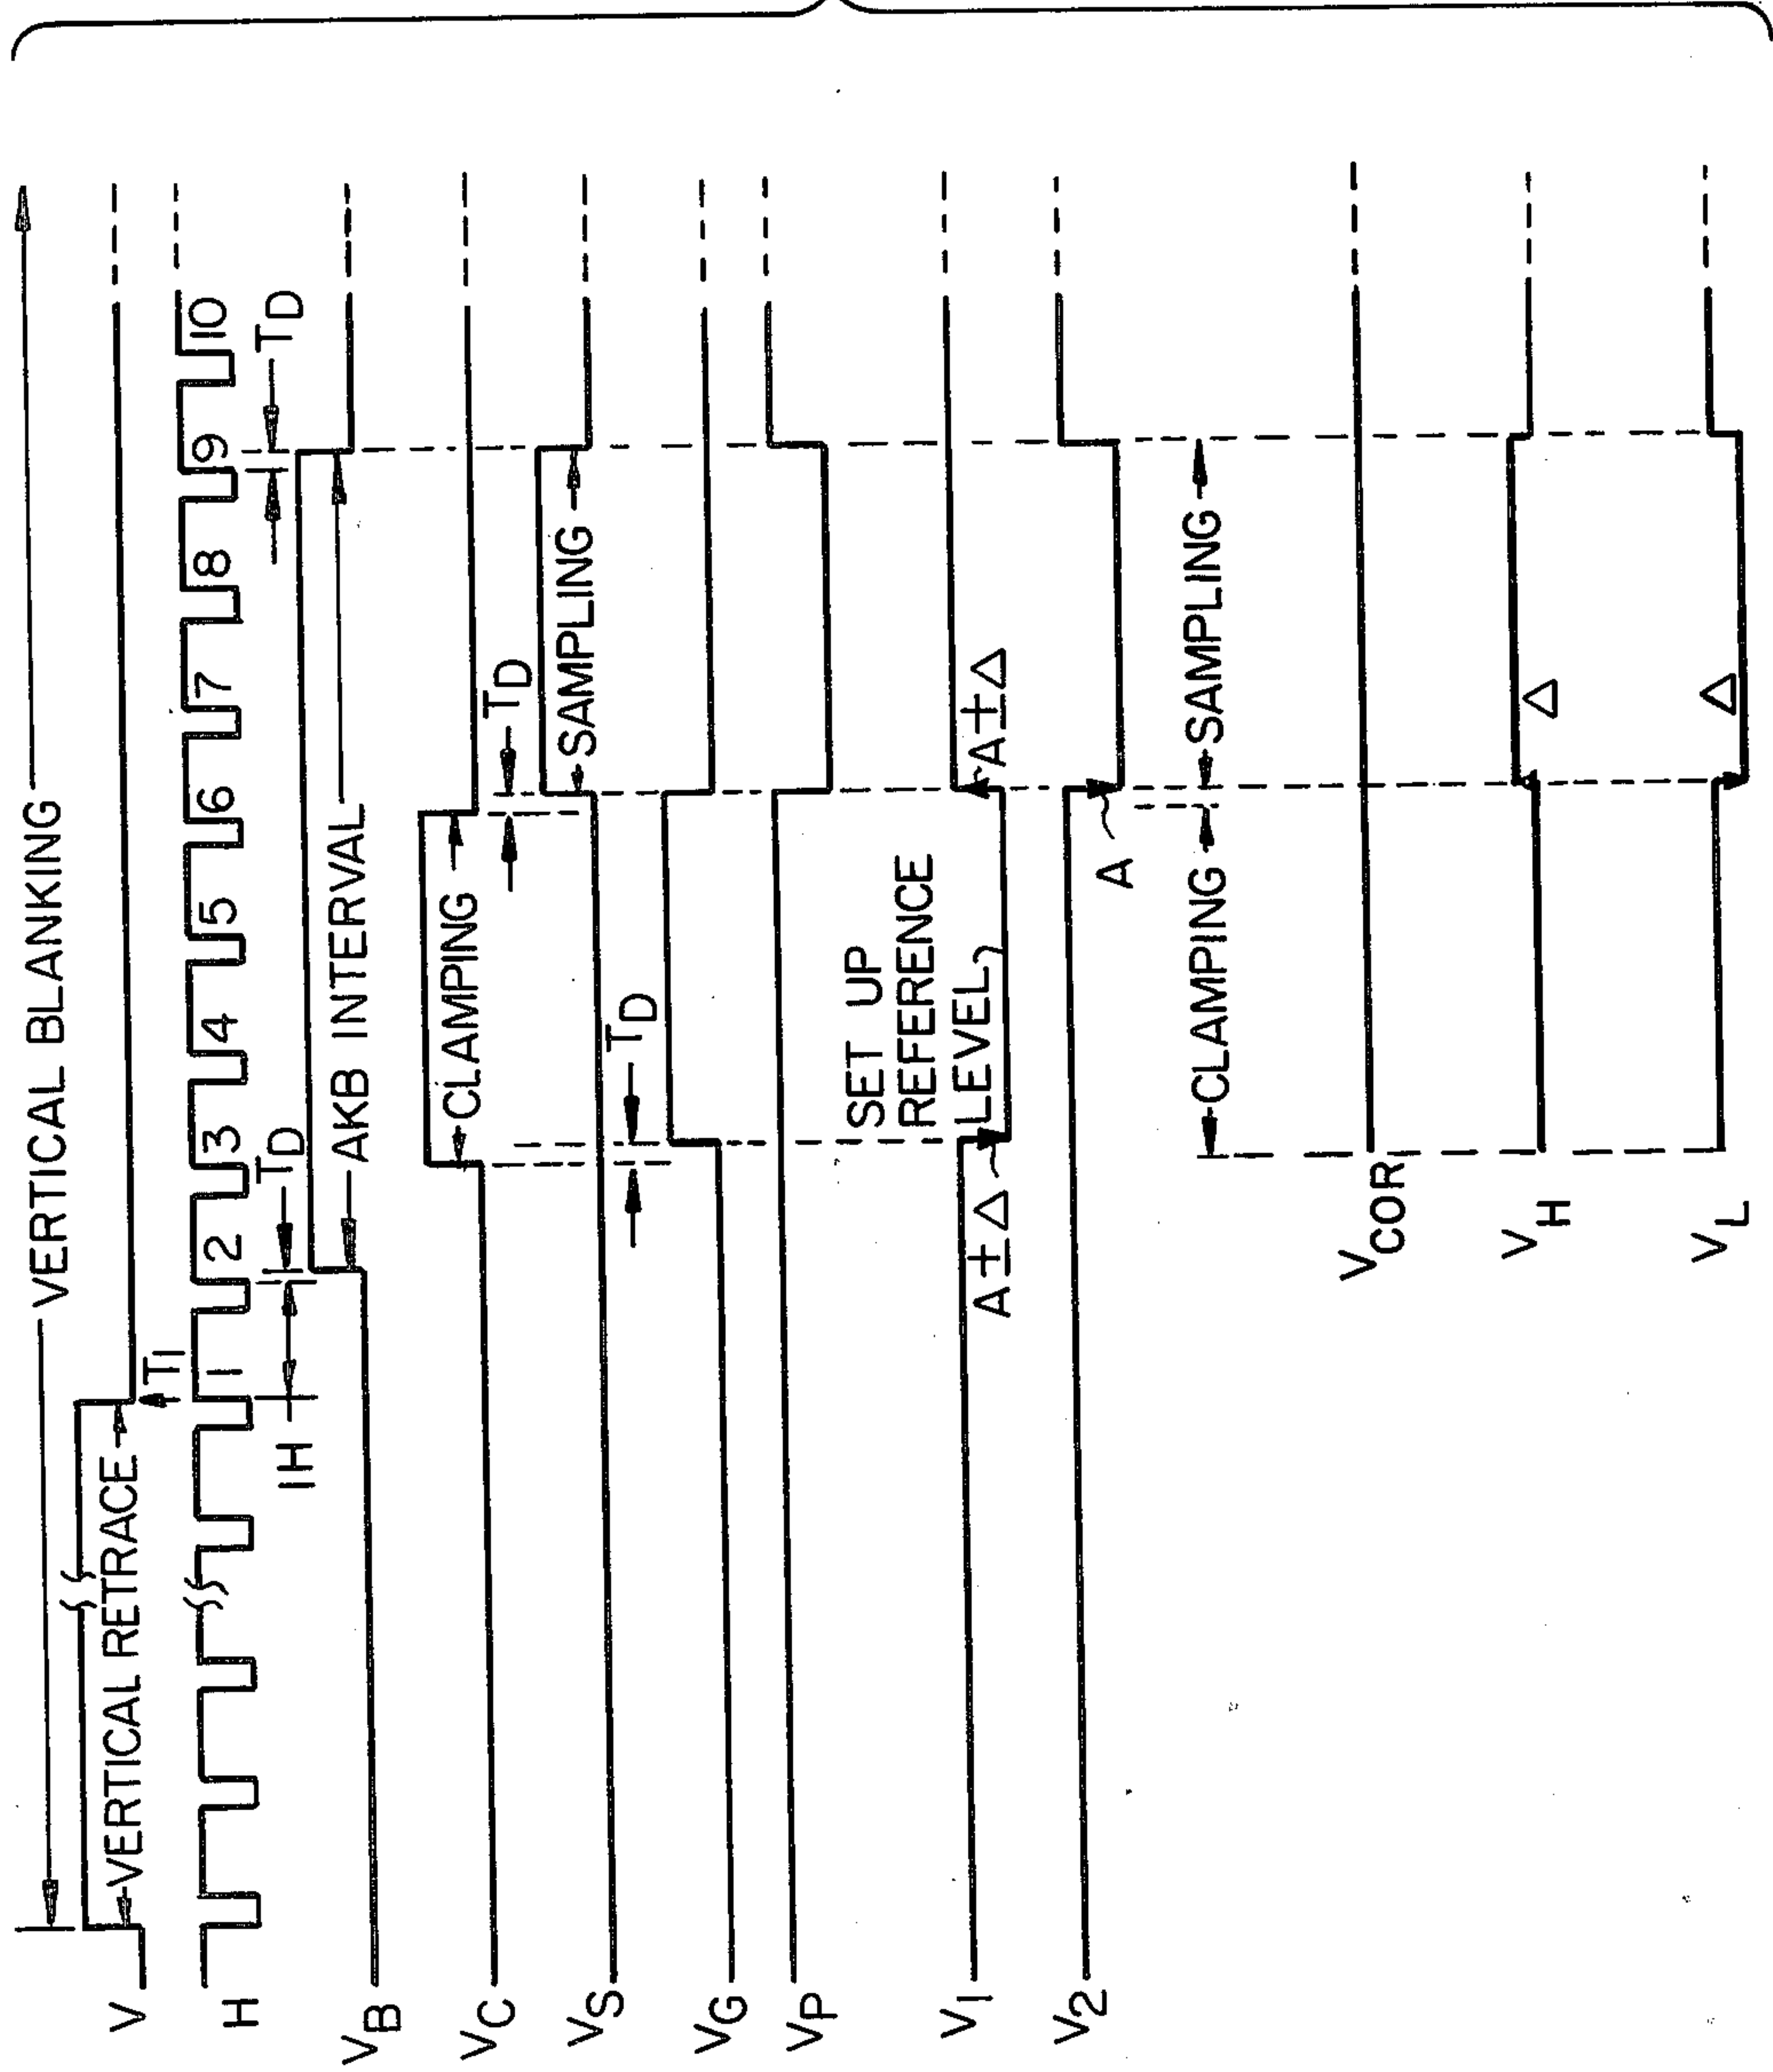 VERTICAL BLANKING
V
VERTICAL RETRACE
T1
H
1 2 3 4 5 6 7 8 9 10
1H
TD
TD
VB
AKB INTERVAL
VC
CLAMPING
TD
VS
SAMPLING
TD
VG
VP
SET UP
REFERENCE
LEVEL
V1
A±Δ
A±Δ
V2
A
CLAMPING
SAMPLING
VCOR
VH
Δ
VL
Δ